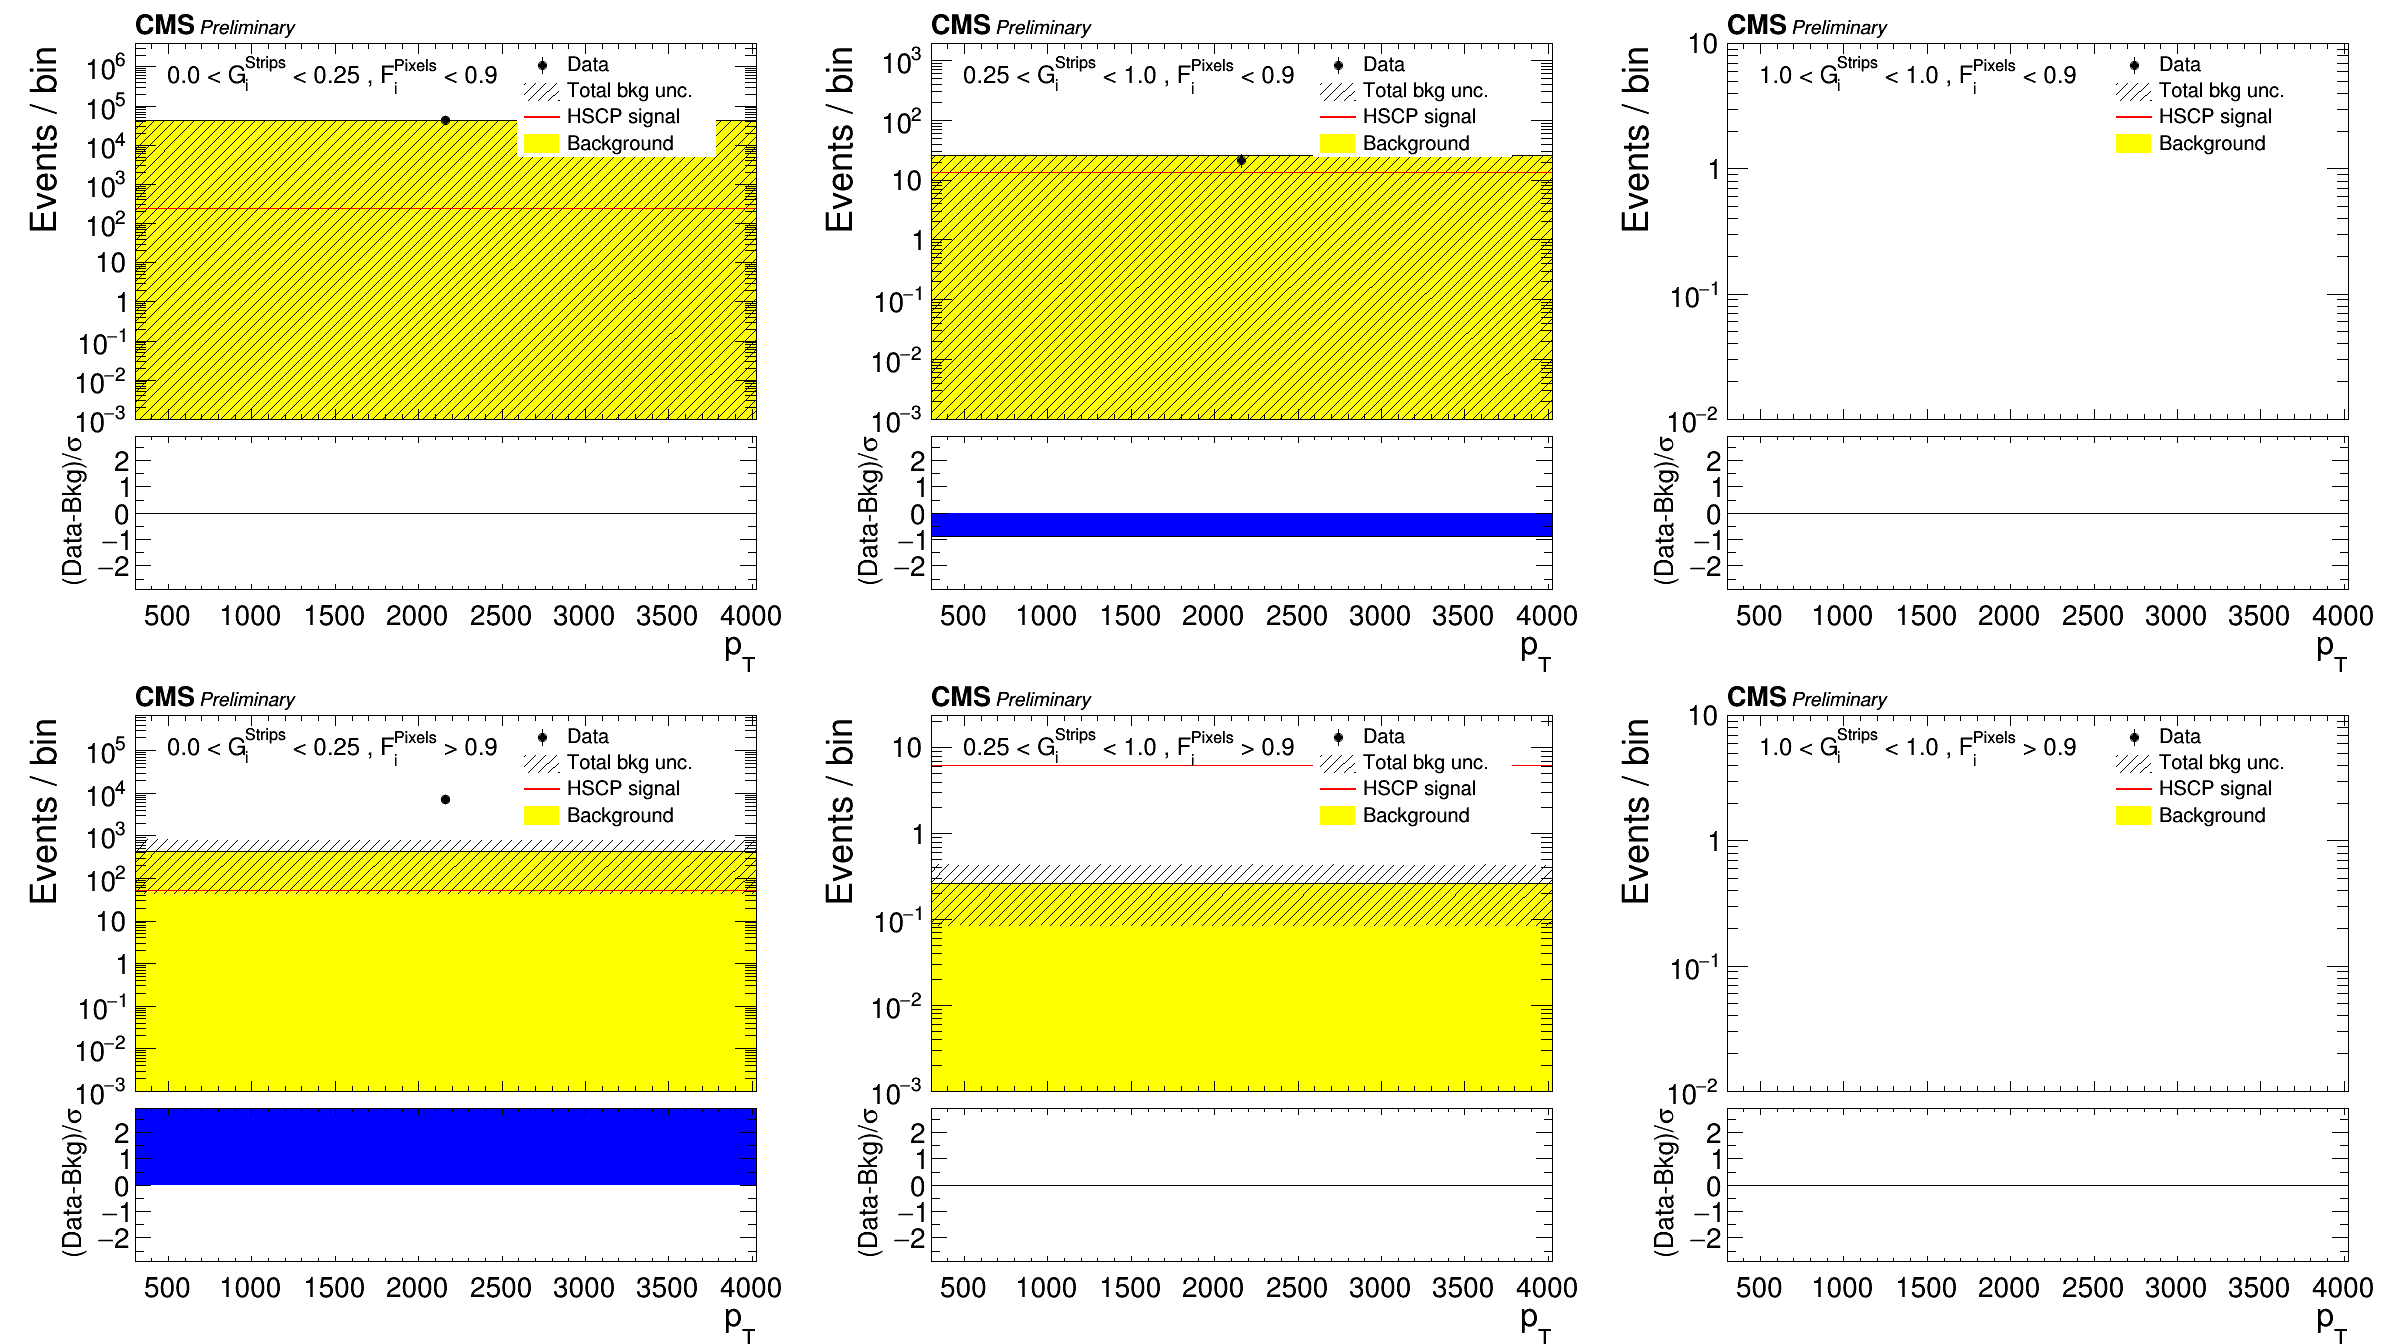 CMS Preliminary
Events / bin
0.0 < G_i^Strips < 0.25 , F_i^Pixels < 0.9
Data
Total bkg unc.
HSCP signal
Background
10^6
10^5
10^4
10^3
10^2
10
1
10^−1
10^−2
10^−3
(Data-Bkg)/σ
2
1
0
−1
−2
500 1000 1500 2000 2500 3000 3500 4000
p_T
CMS Preliminary
Events / bin
0.25 < G_i^Strips < 1.0 , F_i^Pixels < 0.9
Data
Total bkg unc.
HSCP signal
Background
10^3
10^2
10
1
10^−1
10^−2
10^−3
(Data-Bkg)/σ
2
1
0
−1
−2
500 1000 1500 2000 2500 3000 3500 4000
p_T
CMS Preliminary
Events / bin
1.0 < G_i^Strips < 1.0 , F_i^Pixels < 0.9
Data
Total bkg unc.
HSCP signal
Background
10
1
10^−1
10^−2
(Data-Bkg)/σ
2
1
0
−1
−2
500 1000 1500 2000 2500 3000 3500 4000
p_T
CMS Preliminary
Events / bin
0.0 < G_i^Strips < 0.25 , F_i^Pixels > 0.9
Data
Total bkg unc.
HSCP signal
Background
10^5
10^4
10^3
10^2
10
1
10^−1
10^−2
10^−3
(Data-Bkg)/σ
2
1
0
−1
−2
500 1000 1500 2000 2500 3000 3500 4000
p_T
CMS Preliminary
Events / bin
0.25 < G_i^Strips < 1.0 , F_i^Pixels > 0.9
Data
Total bkg unc.
HSCP signal
Background
10
1
10^−1
10^−2
10^−3
(Data-Bkg)/σ
2
1
0
−1
−2
500 1000 1500 2000 2500 3000 3500 4000
p_T
CMS Preliminary
Events / bin
1.0 < G_i^Strips < 1.0 , F_i^Pixels > 0.9
Data
Total bkg unc.
HSCP signal
Background
10
1
10^−1
10^−2
(Data-Bkg)/σ
2
1
0
−1
−2
500 1000 1500 2000 2500 3000 3500 4000
p_T